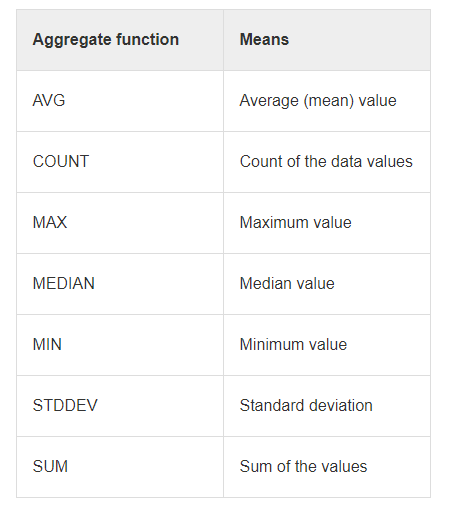 Aggregate function Means
AVG Average (mean) value
COUNT Count of the data values
MAX Maximum value
MEDIAN Median value
MIN Minimum value
STDDEV Standard deviation
SUM Sum of the values